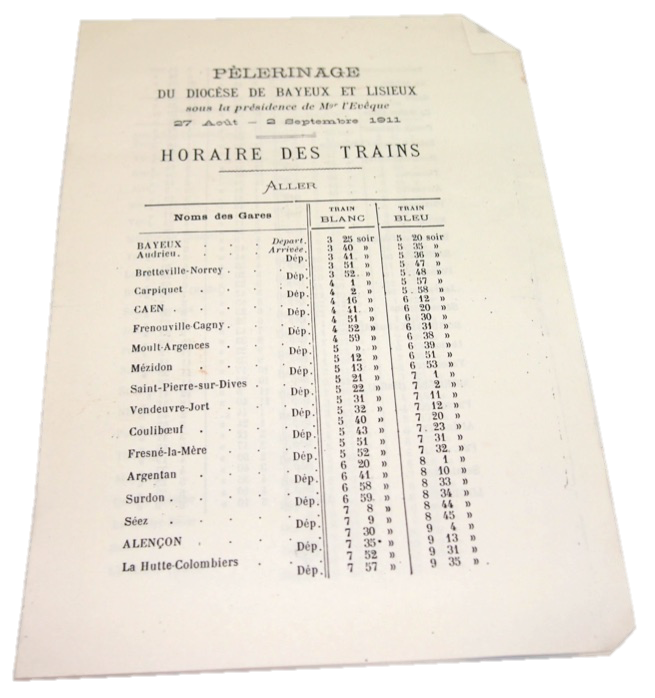 PÈLERINAGE
DU DIOCÈSE DE BAYEUX ET LISIEUX
sous la présidence de Mgr l'Evêque
27 Août — 2 Septembre 1911
HORAIRE DES TRAINS
ALLER
Noms des Gares TRAIN BLANC TRAIN BLEU
BAYEUX . . . Départ. 3 25 soir 5 20 soir
Audrieu. . . . Arrivée. 3 40 » 5 35 »
Dép. 3 41 » 5 36 »
Bretteville-Norrey . . 3 51 » 5 47 »
Dép. 3 52 » 5 48 »
Carpiquet . . . 4 1 » 5 57 »
Dép. 4 2 » 5 58 »
CAEN . . . . 4 16 » 6 12 »
Dép. 4 41 » 6 20 »
Frenouville-Cagny . . 4 51 » 6 30 »
Dép. 4 52 » 6 31 »
Moult-Argences . . . 4 59 » 6 38 »
Dép. 5 » » 6 39 »
Mézidon . . . 5 12 » 6 51 »
Dép. 5 13 » 6 53 »
Saint-Pierre-sur-Dives . . 5 21 » 7 1 »
Dép. 5 22 » 7 2 »
Vendeuvre-Jort . . . 5 31 » 7 11 »
Dép. 5 32 » 7 12 »
Coulibœuf . . . 5 40 » 7 20 »
Dép. 5 43 » 7 23 »
Fresné-la-Mère . . . 5 51 » 7 31 »
Dép. 5 52 » 7 32 »
Argentan . . . . 6 20 » 8 1 »
Dép. 6 41 » 8 10 »
Surdon . . . . 6 58 » 8 33 »
Dép. 6 59 » 8 34 »
Séez . . . . 7 8 » 8 44 »
Dép. 7 9 » 8 45 »
ALENÇON . . . . 7 30 » 9 4 »
Dép. 7 35 » 9 13 »
La Hutte-Colombiers . . 7 52 » 9 31 »
Dép. 7 57 » 9 35 »